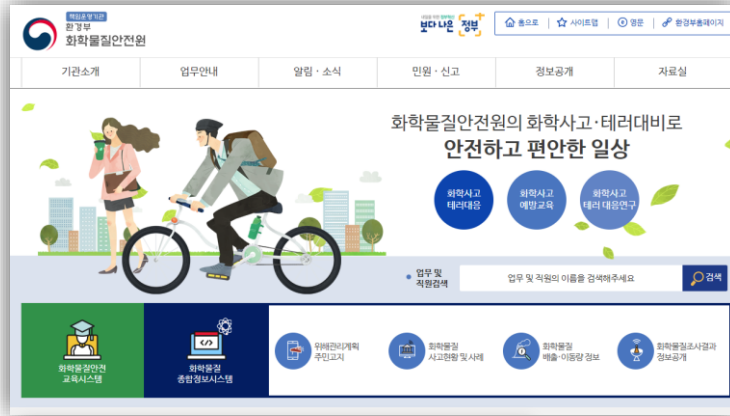 책임운영기관
환경부
화학물질안전원
보다 나은 정부
홈으로
사이트맵
영문
환경부홈페이지
기관소개
업무안내
알림 · 소식
민원 · 신고
정보공개
자료실
화학물질안전원의 화학사고·테러대비로
안전하고 편안한 일상
화학사고
테러대응
화학사고
예방교육
화학사고
테러 대응연구
업무 및
직원검색
업무 및 직원의 이름을 검색해주세요
검색
화학물질안전
교육시스템
화학물질
종합정보시스템
위해관리계획
주민고지
화학물질
사고현황 및 사례
화학물질
배출·이동량 정보
화학물질조사결과
정보공개